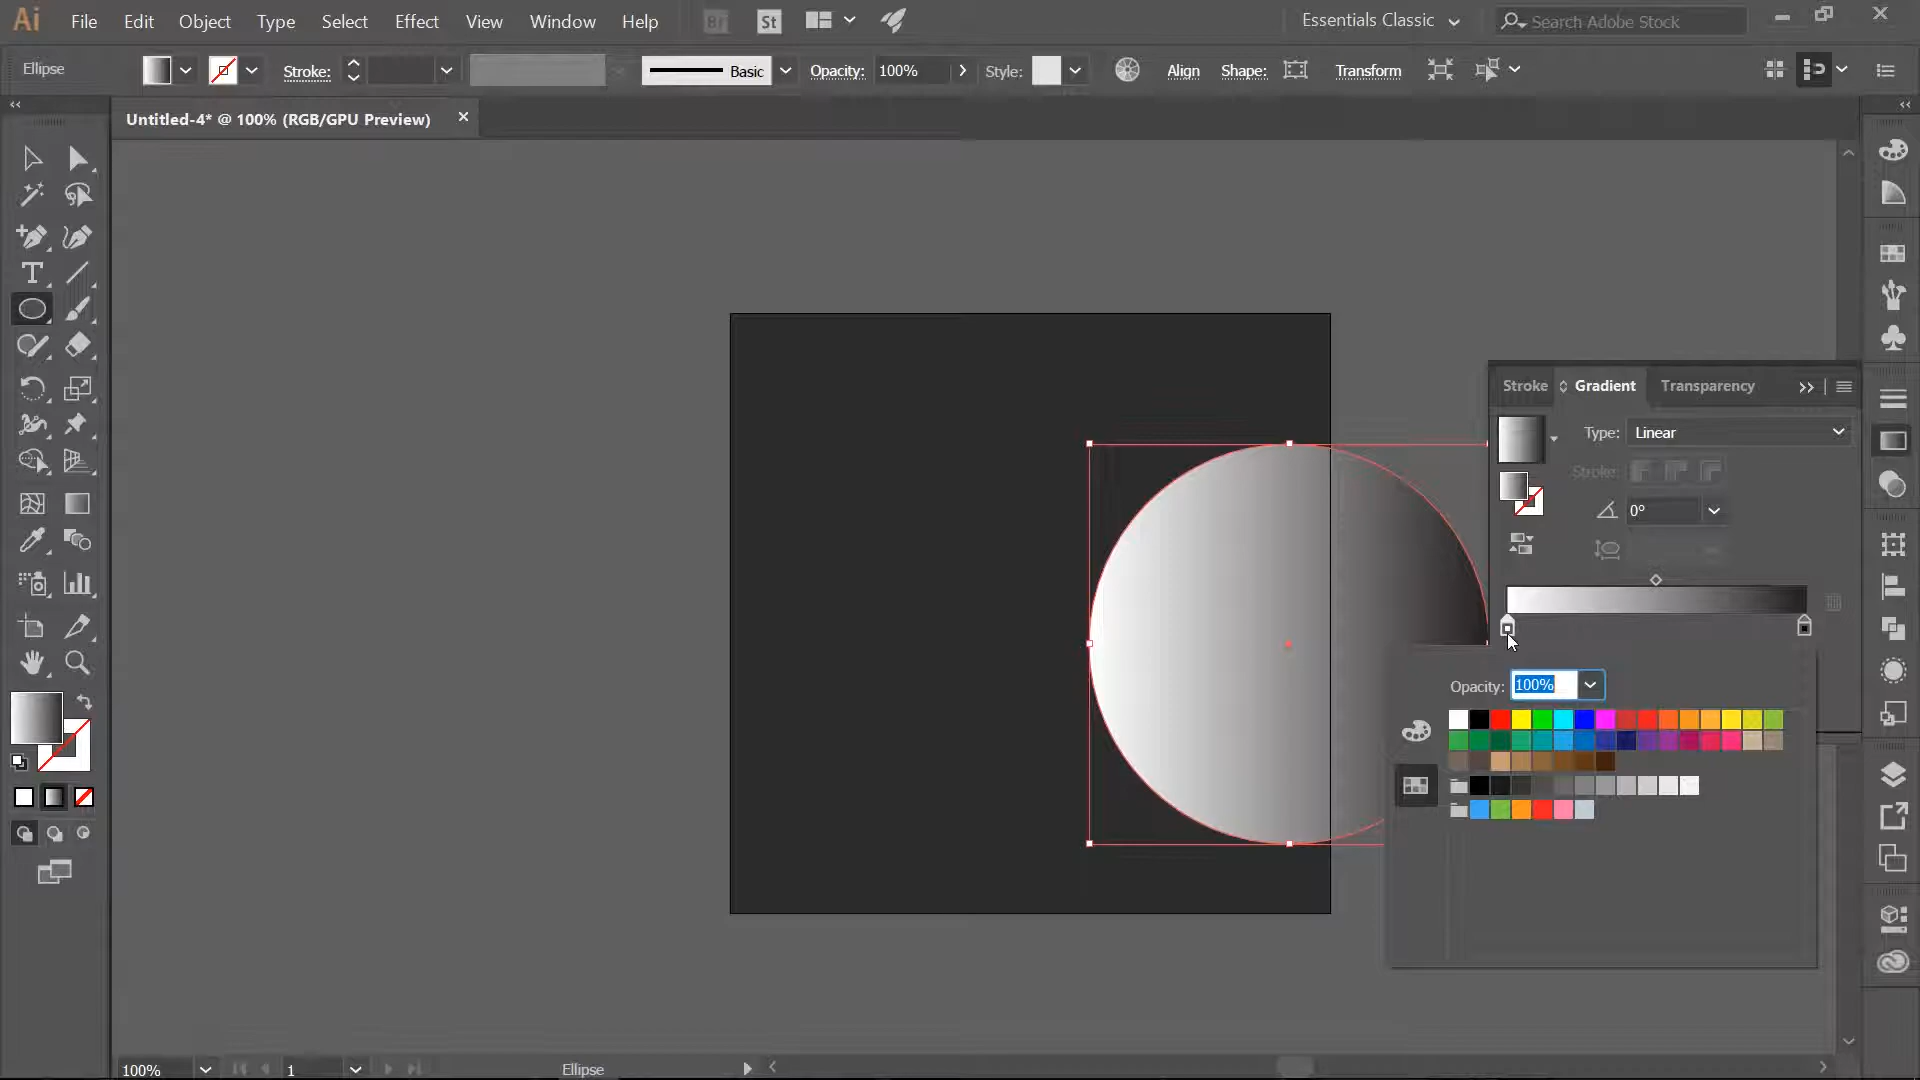 Ai File Edit Object Type Select Effect View Window Help Br St Essentials Classic Search Adobe Stock
Ellipse Stroke: Basic Opacity: 100% Style: Align Shape: Transform
Untitled-4* @ 100% (RGB/GPU Preview)
Stroke Gradient Transparency
Type: Linear
Stroke:
0°
Opacity: 100%
100% 1 Ellipse